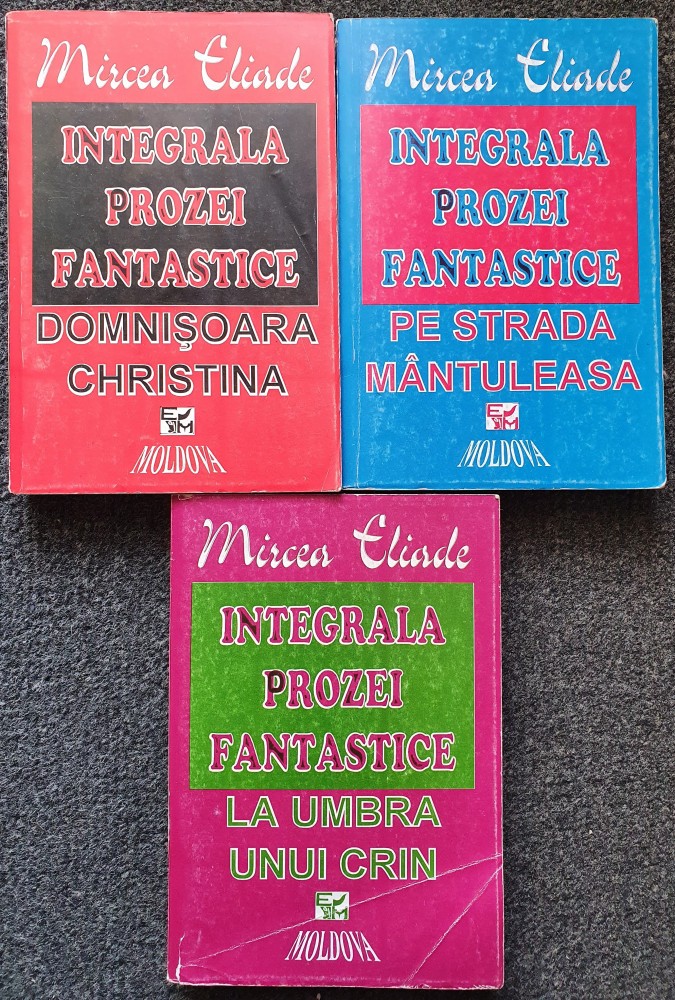 Mircea Eliade
INTEGRALA
PROZEI
FANTASTICE
DOMNIȘOARA
CHRISTINA
MOLDOVA
Mircea Eliade
INTEGRALA
PROZEI
FANTASTICE
PE STRADA
MÂNTULEASA
MOLDOVA
Mircea Eliade
INTEGRALA
PROZEI
FANTASTICE
LA UMBRA
UNUI CRIN
MOLDOVA